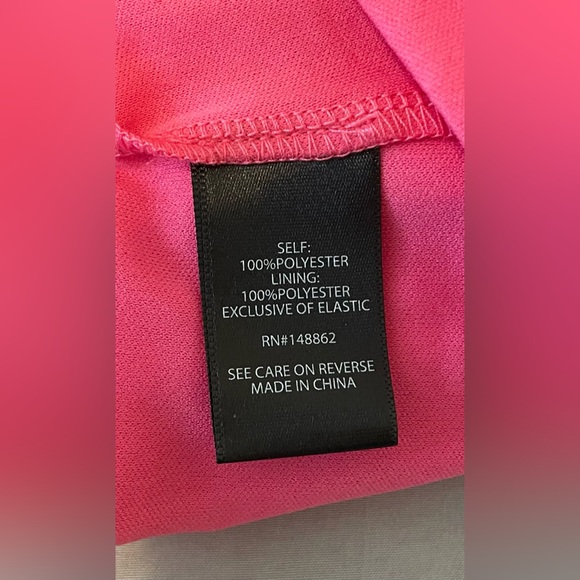 SELF:
100%POLYESTER
LINING:
100%POLYESTER
EXCLUSIVE OF ELASTIC
RN#148862
SEE CARE ON REVERSE
MADE IN CHINA